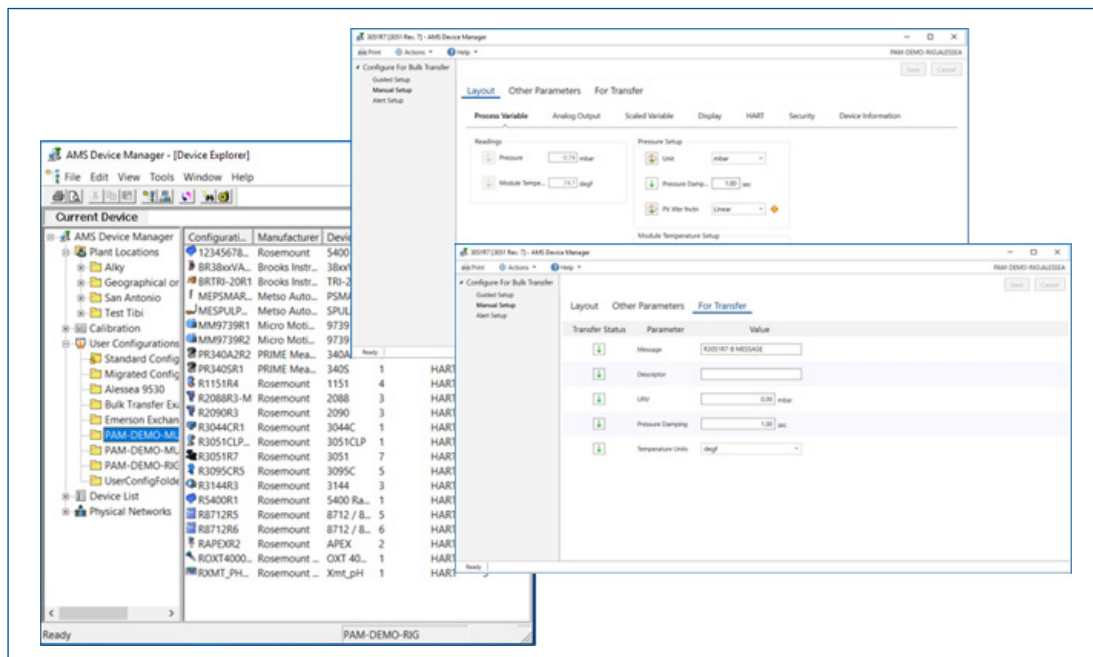 3051R7 [3051 Rev. 7] - AMS Device Manager
Print Actions Help PAM-DEMO-RIG\ALESSEA
Configure For Bulk Transfer
Guided Setup
Manual Setup
Alert Setup
Save Cancel
Layout Other Parameters For Transfer
Process Variable Analog Output Scaled Variable Display HART Security Device Information
Readings Pressure Setup
Pressure -0.74 mbar Unit mbar
Pressure Damp... 1.00 sec
Module Tempe... 74.1 degF
PV Xfer fnctn Linear
Module Temperature Setup
Ready
AMS Device Manager - [Device Explorer]
File Edit View Tools Window Help
Current Device
AMS Device Manager
Plant Locations
Alky
Geographical or
San Antonio
Test Tibi
Calibration
User Configurations
Standard Config
Migrated Config
Alessea 9530
Bulk Transfer Exa
Emerson Exchan
PAM-DEMO-MU
PAM-DEMO-MU
PAM-DEMO-RIG
UserConfigFolde
Device List
Physical Networks
Configurati... Manufacturer Devic
12345678... Rosemount 5400
BR38xxVA... Brooks Instr... 38xxV
BRTRI-20R1 Brooks Instr... TRI-2
MEPSMAR... Metso Auto... PSMA
MESPULP... Metso Auto... SPUL
MM9739R1 Micro Moti... 9739
MM9739R2 Micro Moti... 9739
PR340A2R2 PRIME Mea... 340A
PR340SR1 PRIME Mea... 340S 1 HART
R1151R4 Rosemount 1151 4 HART
R2088R3-M Rosemount 2088 3 HART
R2090R3 Rosemount 2090 3 HART
R3044CR1 Rosemount 3044C 1 HART
R3051CLP... Rosemount 3051CLP 1 HART
R3051R7 Rosemount 3051 7 HART
R3095CR5 Rosemount 3095C 5 HART
R3144R3 Rosemount 3144 3 HART
R5400R1 Rosemount 5400 Ra... 1 HART
R8712R5 Rosemount 8712 / 8... 5 HART
R8712R6 Rosemount 8712 / 8... 6 HART
RAPEXR2 Rosemount APEX 2 HART
ROXT4000... Rosemount ... OXT 40... 1 HART
RXMT_PH... Rosemount ... Xmt_pH 1 HART 5
Ready PAM-DEMO-RIG
3051R7 [3051 Rev. 7] - AMS Device Manager
Print Actions Help PAM-DEMO-RIG\ALESSEA
Configure For Bulk Transfer
Guided Setup
Manual Setup
Alert Setup
Save Cancel
Layout Other Parameters For Transfer
Transfer Status Parameter Value
Message R3051R7-B MESSAGE
Descriptor
URV 0.00 mbar
Pressure Damping 1.00 sec
Temperature Units degF
Ready